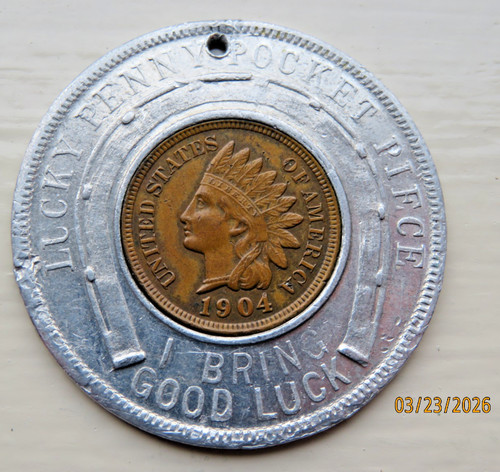 LUCKY PENNY POCKET PIECE
UNITED STATES OF AMERICA
1904
I BRING
GOOD LUCK
03/23/2026